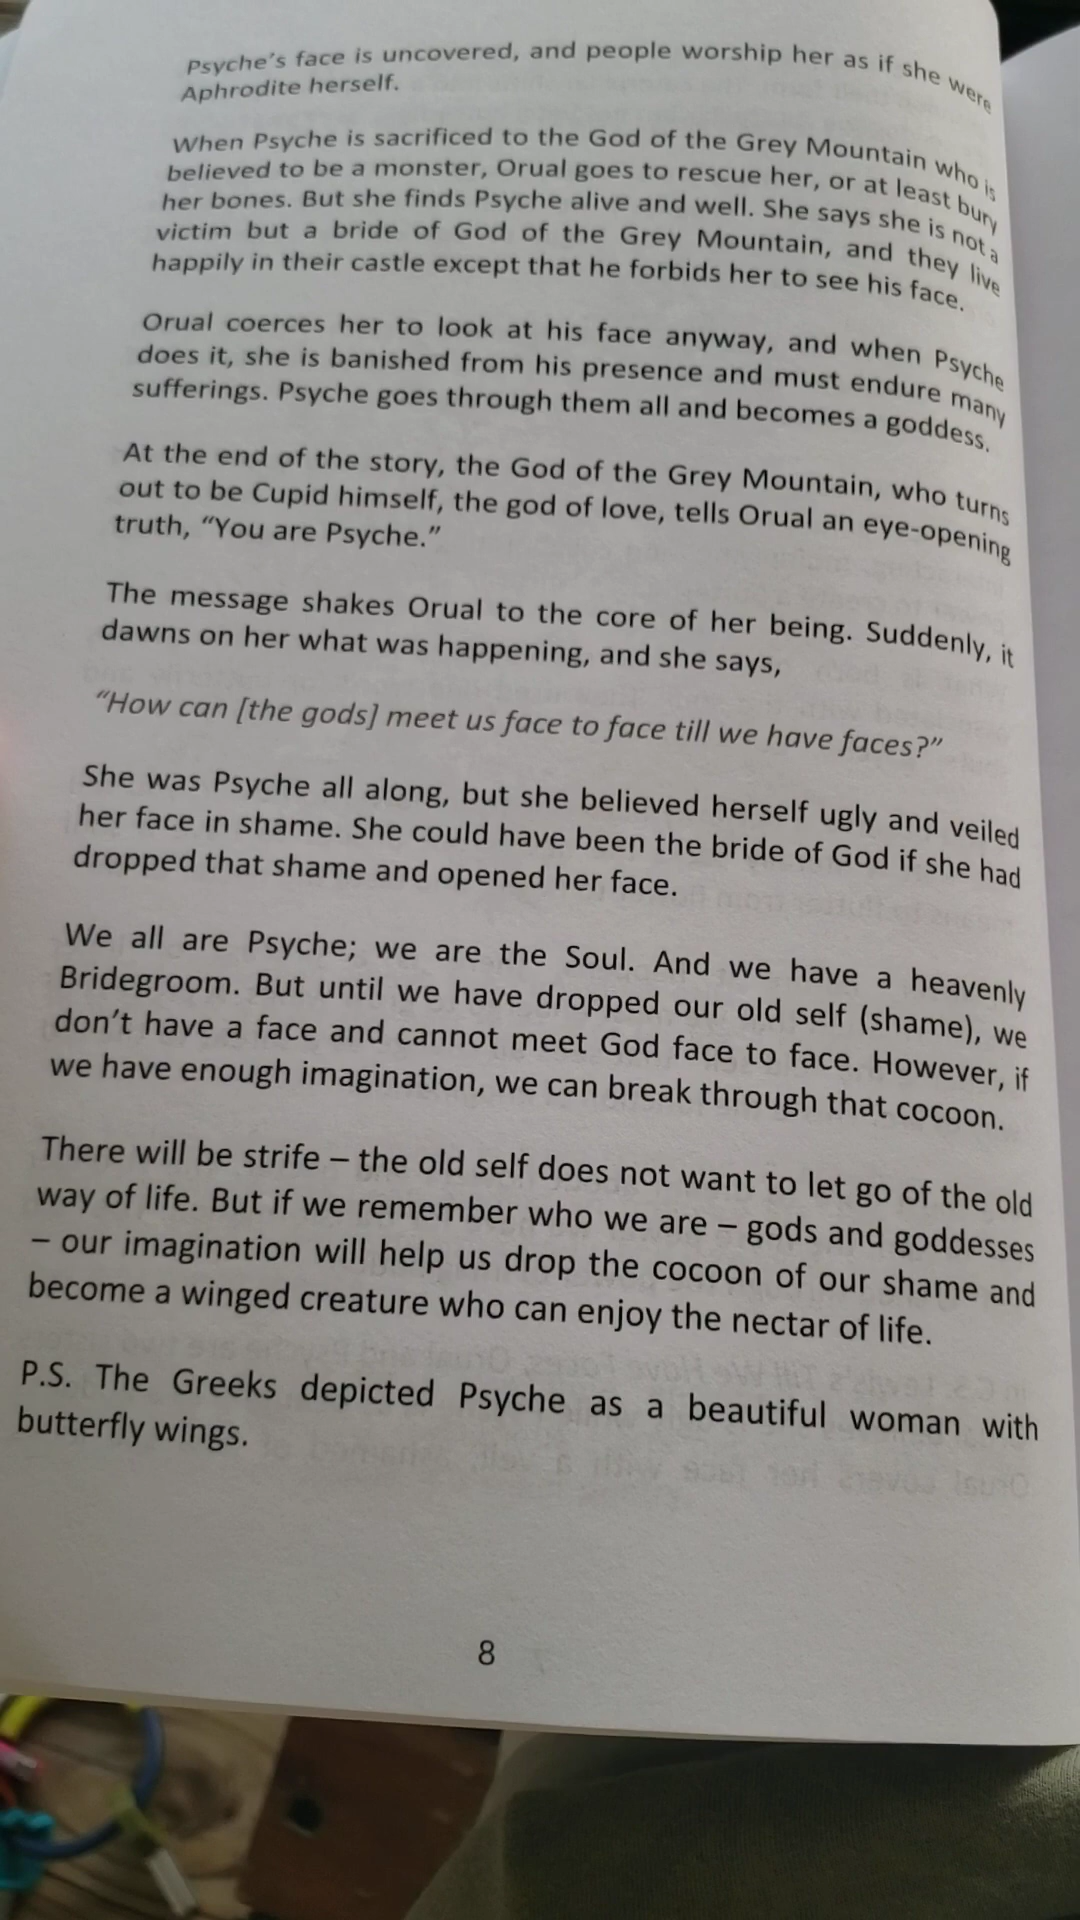 Psyche's face is uncovered, and people worship her as if she were
Aphrodite herself.
When Psyche is sacrificed to the God of the Grey Mountain who is
believed to be a monster, Orual goes to rescue her, or at least bury
her bones. But she finds Psyche alive and well. She says she is not a
victim but a bride of God of the Grey Mountain, and they live
happily in their castle except that he forbids her to see his face.
Orual coerces her to look at his face anyway, and when Psyche
does it, she is banished from his presence and must endure many
sufferings. Psyche goes through them all and becomes a goddess.
At the end of the story, the God of the Grey Mountain, who turns
out to be Cupid himself, the god of love, tells Orual an eye-opening
truth, “You are Psyche.”
The message shakes Orual to the core of her being. Suddenly, it
dawns on her what was happening, and she says,
“How can [the gods] meet us face to face till we have faces?”
She was Psyche all along, but she believed herself ugly and veiled
her face in shame. She could have been the bride of God if she had
dropped that shame and opened her face.
We all are Psyche; we are the Soul. And we have a heavenly
Bridegroom. But until we have dropped our old self (shame), we
don't have a face and cannot meet God face to face. However, if
we have enough imagination, we can break through that cocoon.
There will be strife – the old self does not want to let go of the old
way of life. But if we remember who we are – gods and goddesses
– our imagination will help us drop the cocoon of our shame and
become a winged creature who can enjoy the nectar of life.
P.S. The Greeks depicted Psyche as a beautiful woman with
butterfly wings.
8